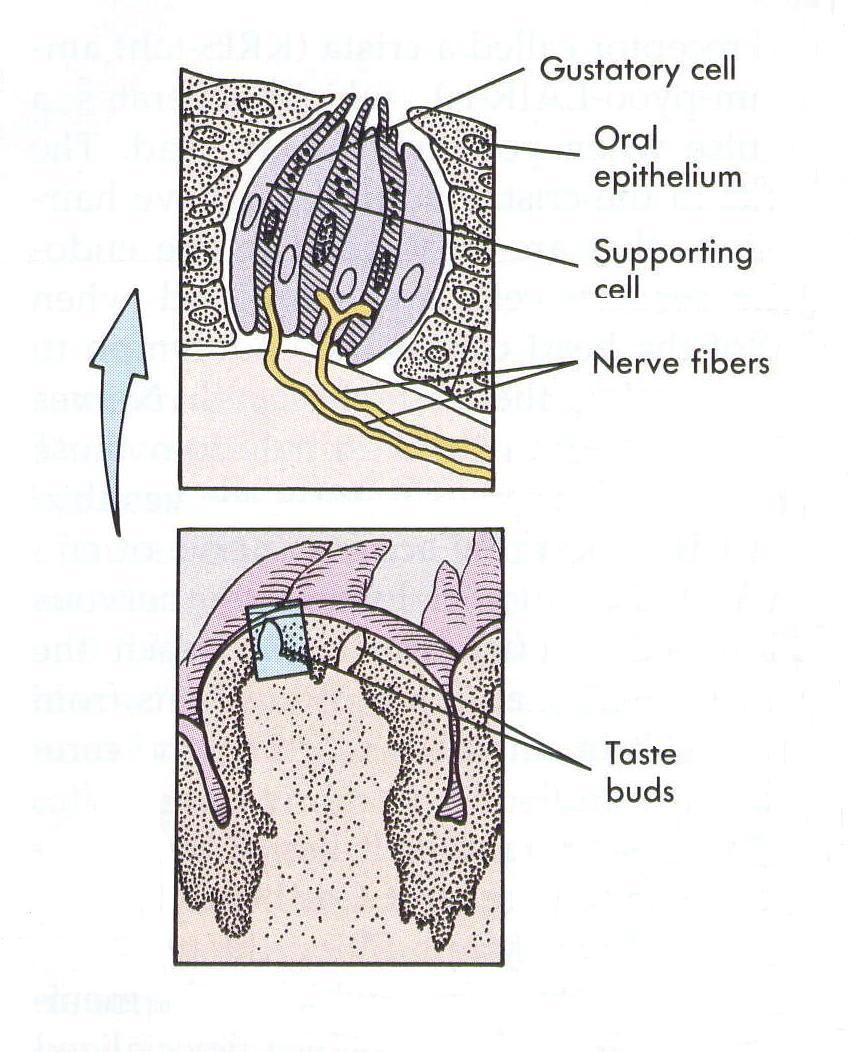 Gustatory cell
Oral
epithelium
Supporting
cell
Nerve fibers
Taste
buds